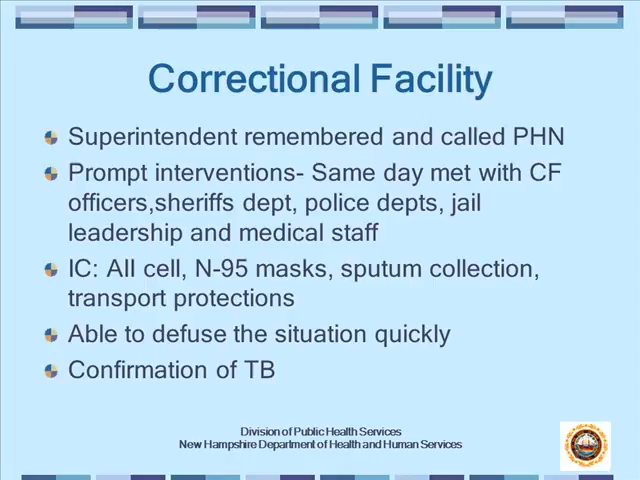 Correctional Facility
Superintendent remembered and called PHN
Prompt interventions- Same day met with CF
officers,sheriffs dept, police depts, jail
leadership and medical staff
IC: AII cell, N-95 masks, sputum collection,
transport protections
Able to defuse the situation quickly
Confirmation of TB
Division of Public Health Services
New Hampshire Department of Health and Human Services